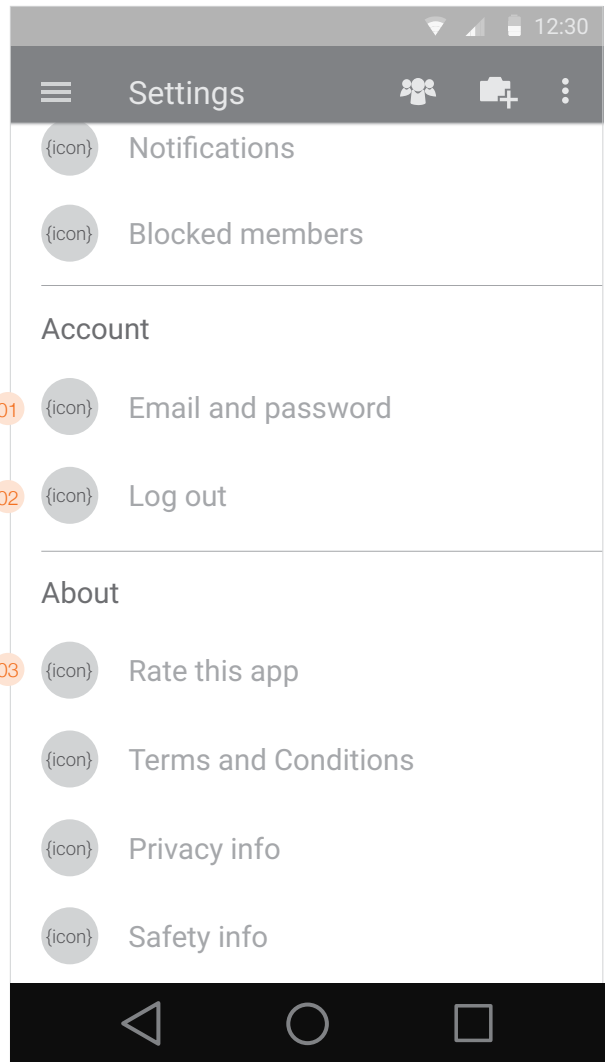 12:30
Settings
{icon} Notifications
{icon} Blocked members
Account
01 {icon} Email and password
02 {icon} Log out
About
03 {icon} Rate this app
{icon} Terms and Conditions
{icon} Privacy info
{icon} Safety info